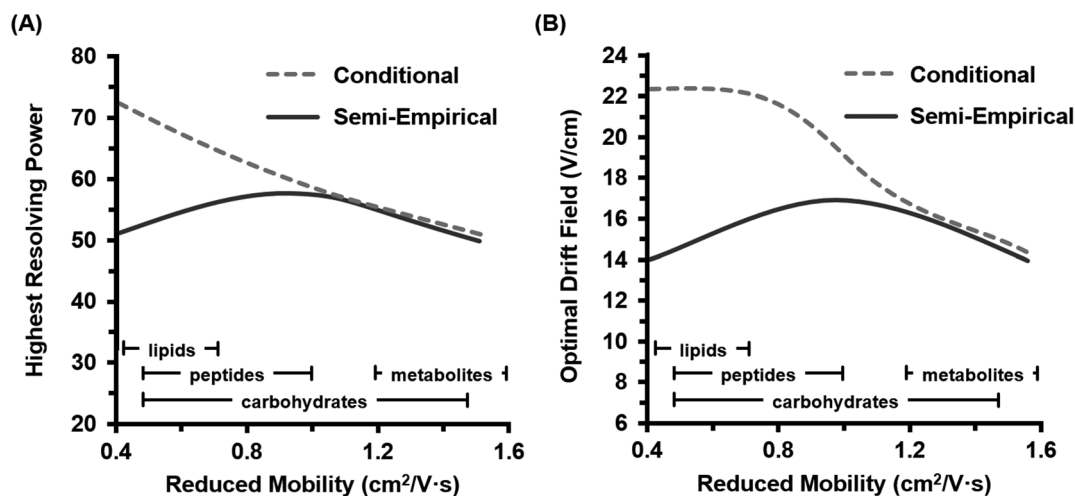 (A)
Highest Resolving Power
80
70
60
50
40
30
20
Conditional
Semi-Empirical
lipids
peptides
metabolites
carbohydrates
0.4 0.8 1.2 1.6
Reduced Mobility (cm²/V·s)
(B)
Optimal Drift Field (V/cm)
24
22
20
18
16
14
12
10
8
6
Conditional
Semi-Empirical
lipids
peptides
metabolites
carbohydrates
0.4 0.8 1.2 1.6
Reduced Mobility (cm²/V·s)